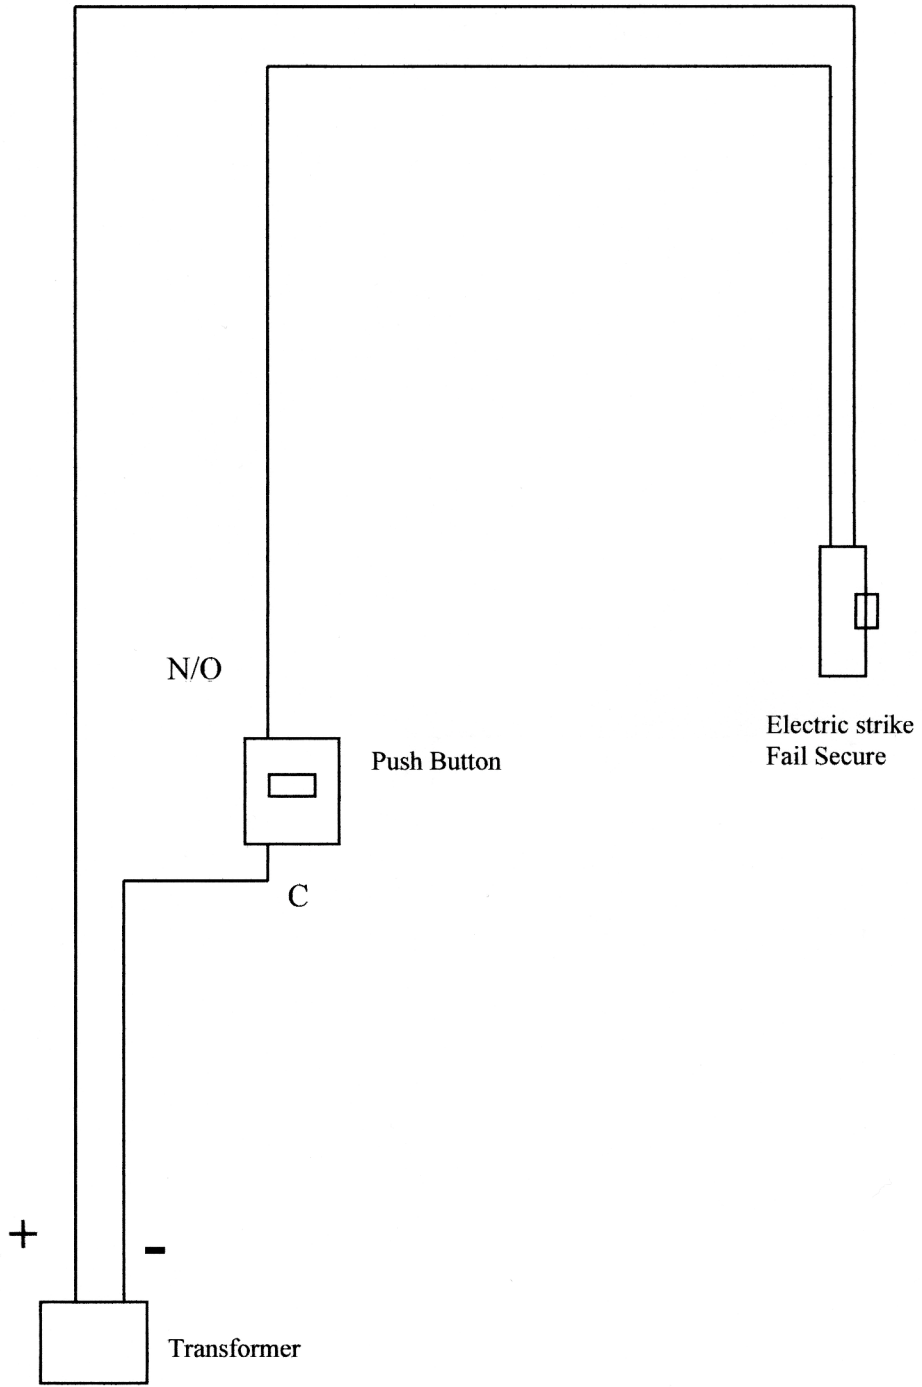 N/O
Electric strike
Fail Secure
Push Button
C
+
-
Transformer